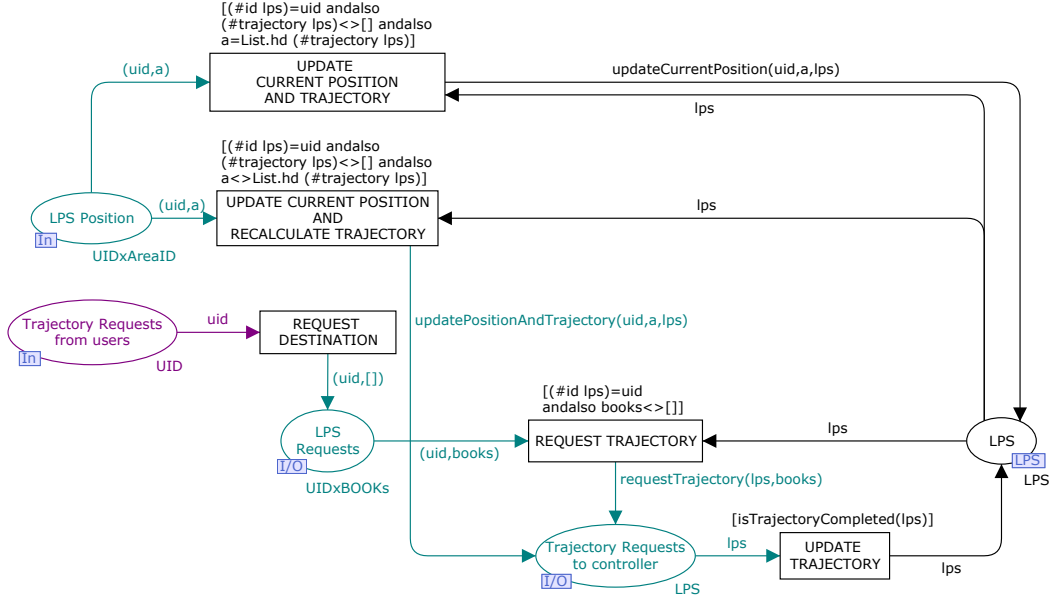 [(#id lps)=uid andalso
(#trajectory lps)<>[] andalso
a=List.hd (#trajectory lps)]
UPDATE
CURRENT POSITION
AND TRAJECTORY
(uid,a)
updateCurrentPosition(uid,a,lps)
lps
[(#id lps)=uid andalso
(#trajectory lps)<>[] andalso
a<>List.hd (#trajectory lps)]
UPDATE CURRENT POSITION
AND
RECALCULATE TRAJECTORY
(uid,a)
lps
LPS Position
In
UIDxAreaID
Trajectory Requests
from users
In
UID
uid
REQUEST
DESTINATION
updatePositionAndTrajectory(uid,a,lps)
(uid,[])
[(#id lps)=uid
andalso books<>[]]
LPS
Requests
I/O
UIDxBOOKs
(uid,books)
REQUEST TRAJECTORY
lps
LPS
LPS
LPS
requestTrajectory(lps,books)
[isTrajectoryCompleted(lps)]
Trajectory Requests
to controller
I/O
LPS
lps
UPDATE
TRAJECTORY
lps